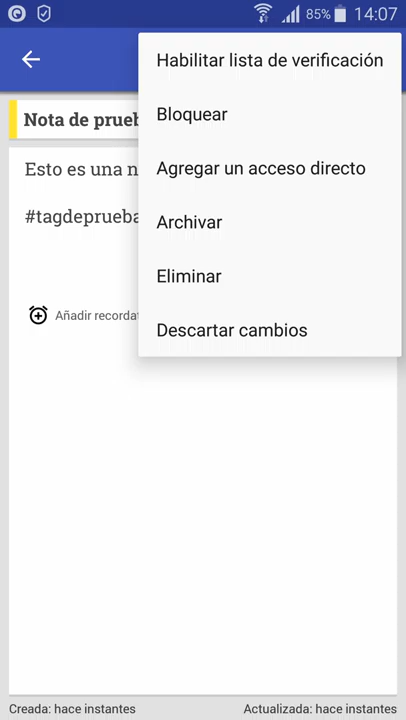 85% 14:07
Habilitar lista de verificación
Nota de prueb
Bloquear
Esto es una n
Agregar un acceso directo
#tagdeprueba
Archivar
Eliminar
Añadir recordat
Descartar cambios
Creada: hace instantes
Actualizada: hace instantes